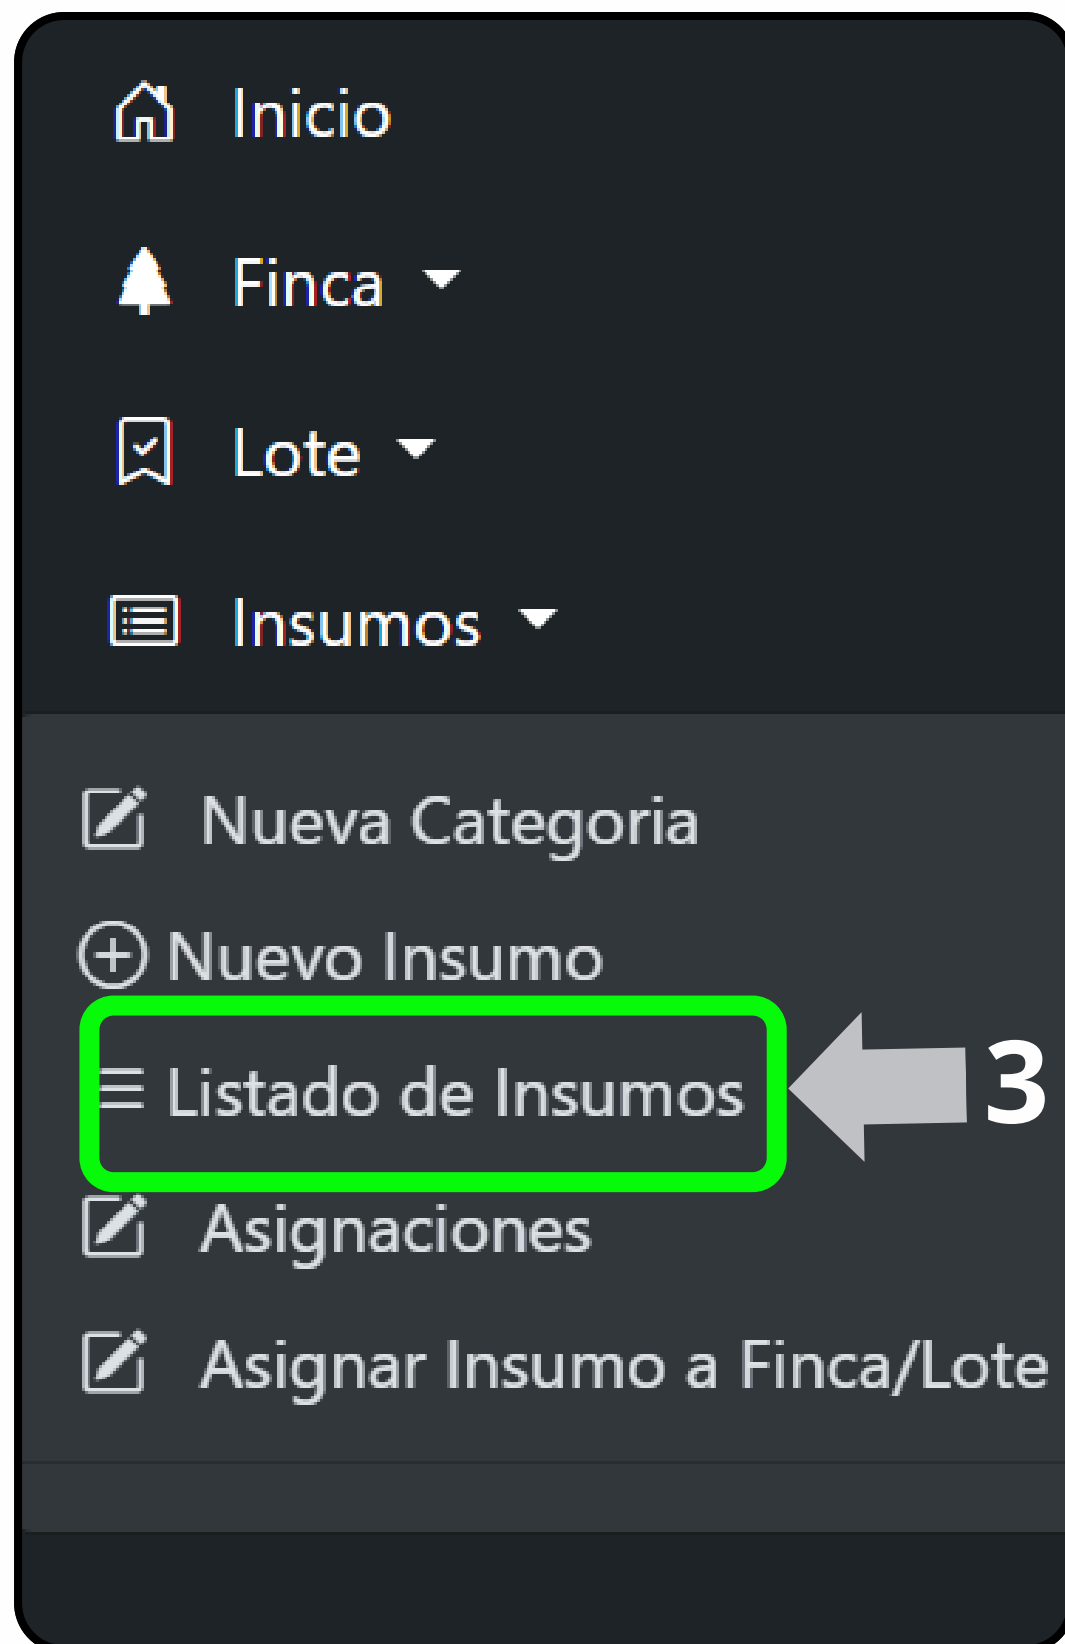 Inicio
Finca
Lote
Insumos
Nueva Categoria
Nuevo Insumo
Listado de Insumos 3
Asignaciones
Asignar Insumo a Finca/Lote